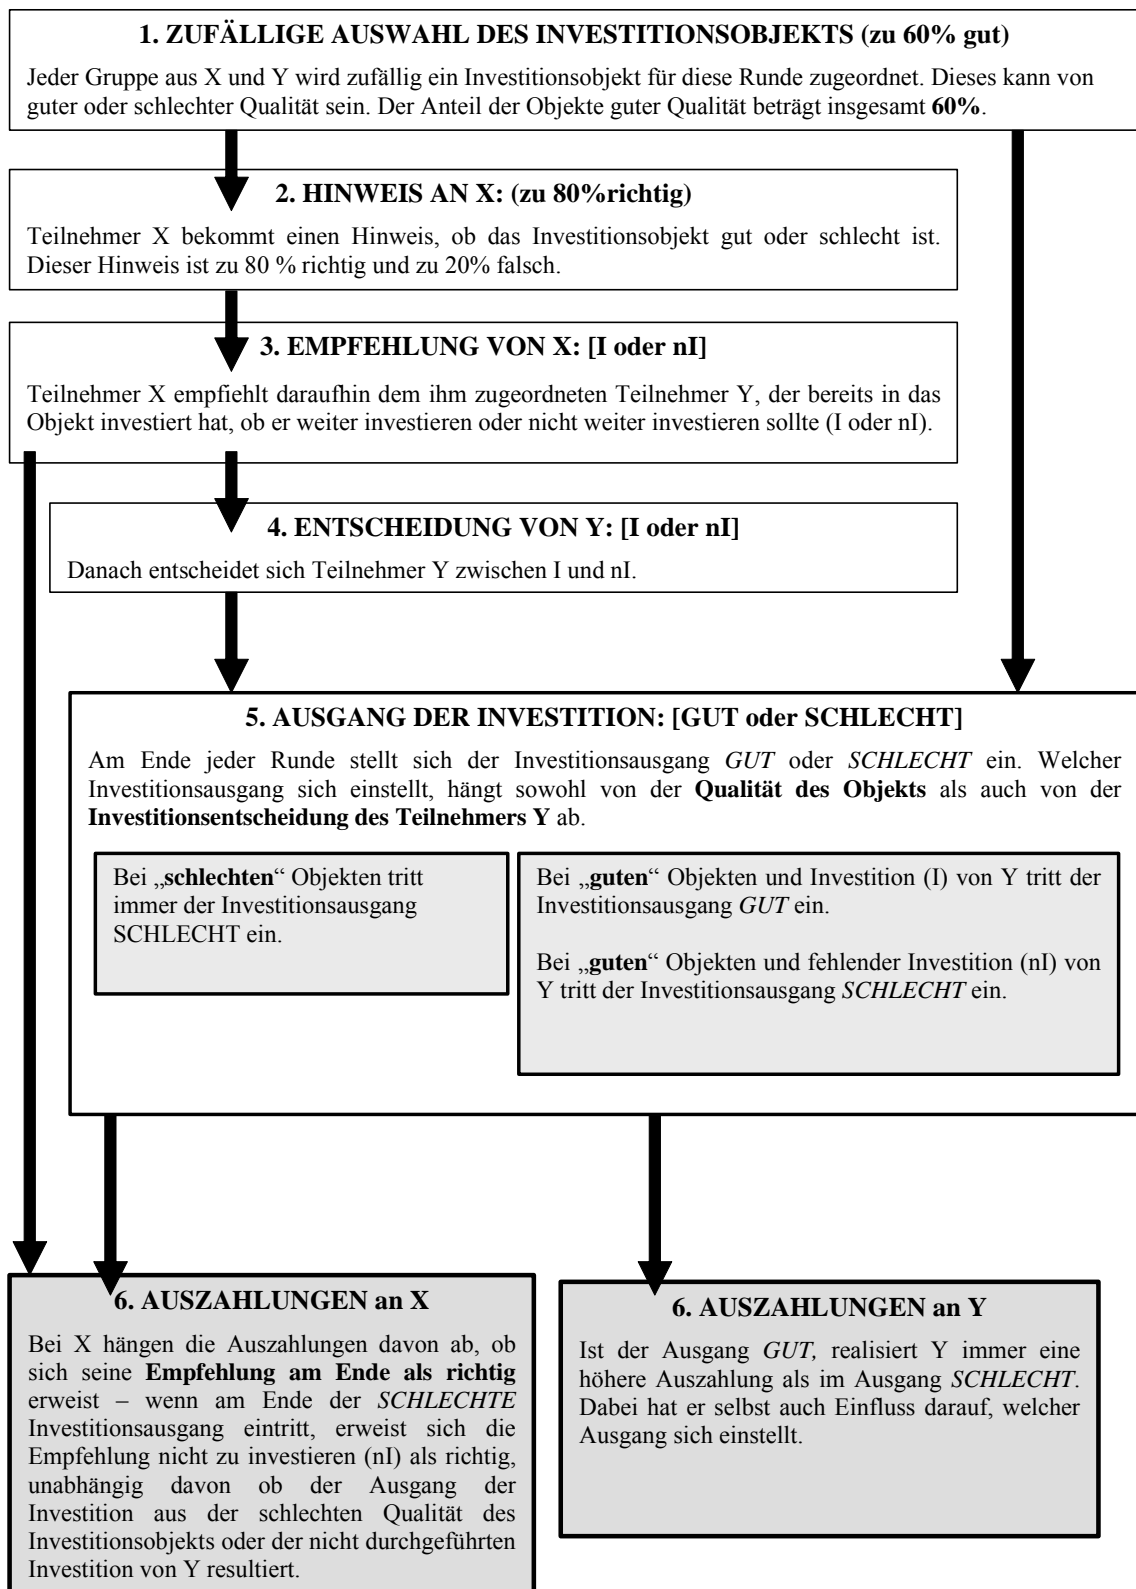 1. ZUFÄLLIGE AUSWAHL DES INVESTITIONSOBJEKTS (zu 60% gut)
Jeder Gruppe aus X und Y wird zufällig ein Investitionsobjekt für diese Runde zugeordnet. Dieses kann von
guter oder schlechter Qualität sein. Der Anteil der Objekte guter Qualität beträgt insgesamt 60%.
2. HINWEIS AN X: (zu 80%richtig)
Teilnehmer X bekommt einen Hinweis, ob das Investitionsobjekt gut oder schlecht ist.
Dieser Hinweis ist zu 80 % richtig und zu 20% falsch.
3. EMPFEHLUNG VON X: [I oder nI]
Teilnehmer X empfiehlt daraufhin dem ihm zugeordneten Teilnehmer Y, der bereits in das
Objekt investiert hat, ob er weiter investieren oder nicht weiter investieren sollte (I oder nI).
4. ENTSCHEIDUNG VON Y: [I oder nI]
Danach entscheidet sich Teilnehmer Y zwischen I und nI.
5. AUSGANG DER INVESTITION: [GUT oder SCHLECHT]
Am Ende jeder Runde stellt sich der Investitionsausgang GUT oder SCHLECHT ein. Welcher
Investitionsausgang sich einstellt, hängt sowohl von der Qualität des Objekts als auch von der
Investitionsentscheidung des Teilnehmers Y ab.
Bei „schlechten“ Objekten tritt
immer der Investitionsausgang
SCHLECHT ein.
Bei „guten“ Objekten und Investition (I) von Y tritt der
Investitionsausgang GUT ein.
Bei „guten“ Objekten und fehlender Investition (nI) von
Y tritt der Investitionsausgang SCHLECHT ein.
6. AUSZAHLUNGEN an X
Bei X hängen die Auszahlungen davon ab, ob
sich seine Empfehlung am Ende als richtig
erweist – wenn am Ende der SCHLECHTE
Investitionsausgang eintritt, erweist sich die
Empfehlung nicht zu investieren (nI) als richtig,
unabhängig davon ob der Ausgang der
Investition aus der schlechten Qualität des
Investitionsobjekts oder der nicht durchgeführten
Investition von Y resultiert.
6. AUSZAHLUNGEN an Y
Ist der Ausgang GUT, realisiert Y immer eine
höhere Auszahlung als im Ausgang SCHLECHT.
Dabei hat er selbst auch Einfluss darauf, welcher
Ausgang sich einstellt.